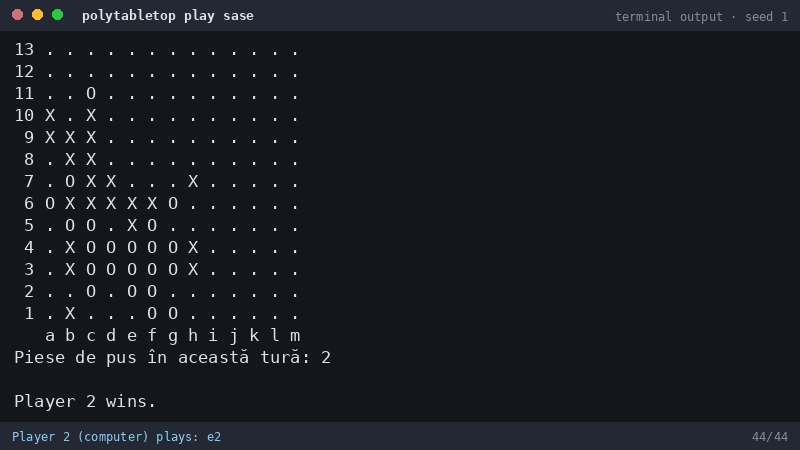 polytabletop play sase
terminal output · seed 1
13 . . . . . . . . . . . . .
12 . . . . . . . . . . . . .
11 . . O . . . . . . . . . .
10 X . X . . . . . . . . . .
9 X X X . . . . . . . . . .
8 . X X . . . . . . . . . .
7 . O X X . . . X . . . . .
6 O X X X X X O . . . . . .
5 . O O . X O . . . . . . .
4 . X O O O O O X . . . . .
3 . X O O O O O X . . . . .
2 . . O . O O . . . . . . .
1 . X . . . O O . . . . . .
a b c d e f g h i j k l m
Piese de pus în această tură: 2
Player 2 wins.
Player 2 (computer) plays: e2
44/44